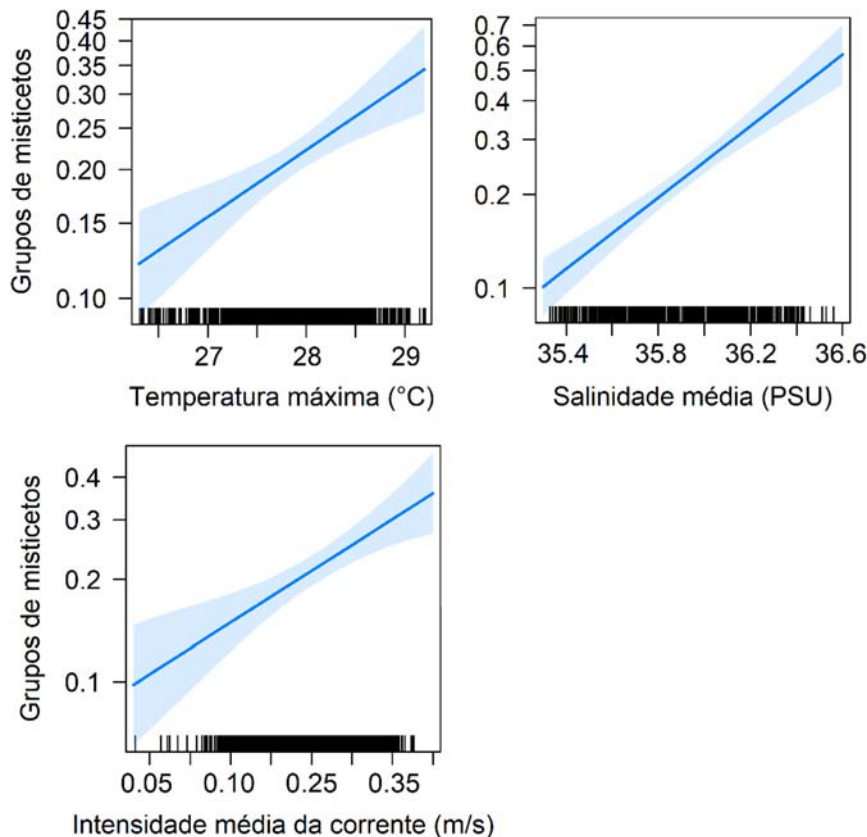 Grupos de misticetos
0.45
0.40
0.35
0.30
0.25
0.20
0.15
0.10
27 28 29
Temperatura máxima (°C)
0.7
0.6
0.5
0.4
0.3
0.2
0.1
35.4 35.8 36.2 36.6
Salinidade média (PSU)
Grupos de misticetos
0.4
0.3
0.2
0.1
0.05 0.10 0.25 0.35
Intensidade média da corrente (m/s)